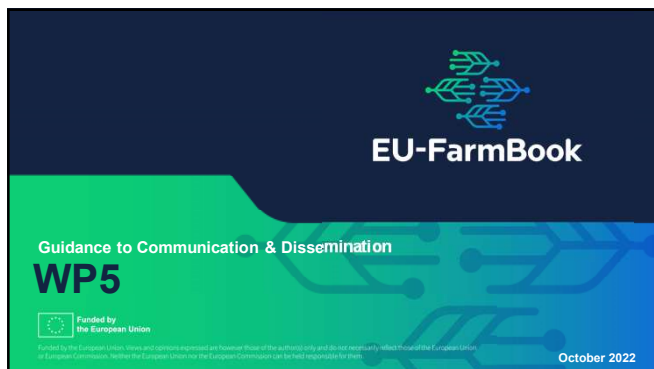 EU-FarmBook
Guidance to Communication & Dissemination
WP5
Funded by
the European Union
Funded by the European Union. Views and opinions expressed are however those of the author(s) only and do not necessarily reflect those of the European Union
or European Commission. Neither the European Union nor the European Commission can be held responsible for them.
October 2022